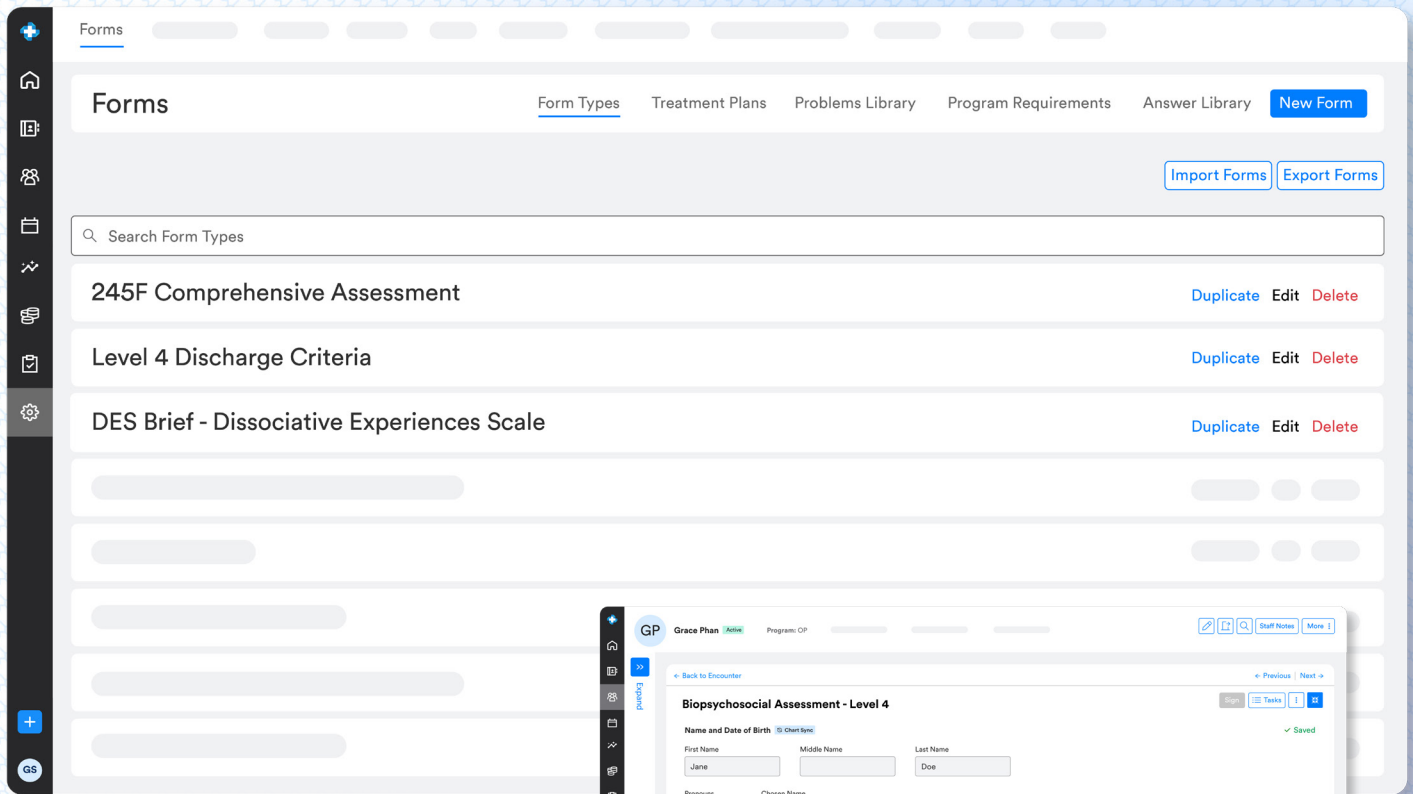 Forms
Forms
Form Types Treatment Plans Problems Library Program Requirements Answer Library New Form
Import Forms Export Forms
Search Form Types
245F Comprehensive Assessment Duplicate Edit Delete
Level 4 Discharge Criteria Duplicate Edit Delete
DES Brief - Dissociative Experiences Scale Duplicate Edit Delete
GS
GP Grace Phan Active Program: OP Staff Notes More
Expand
Back to Encounter Previous Next
Biopsychosocial Assessment - Level 4 Sign Tasks
Name and Date of Birth Chart Sync Saved
First Name Middle Name Last Name
Jane Doe
Pronouns Chosen Name